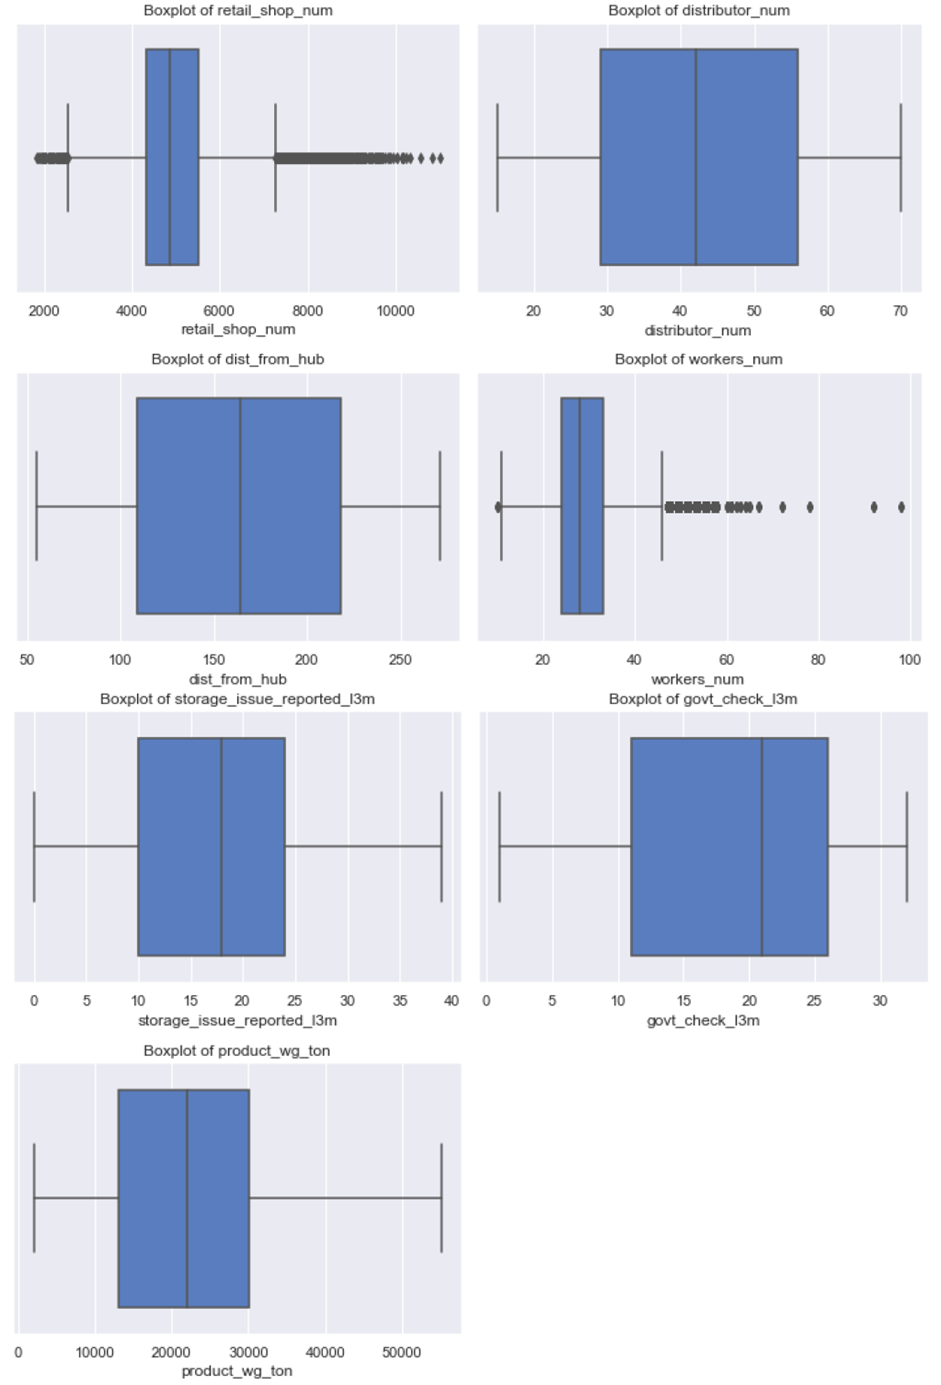 Boxplot of retail_shop_num
2000 4000 6000 8000 10000
retail_shop_num
Boxplot of distributor_num
20 30 40 50 60 70
distributor_num
Boxplot of dist_from_hub
50 100 150 200 250
dist_from_hub
Boxplot of workers_num
20 40 60 80 100
workers_num
Boxplot of storage_issue_reported_l3m
0 5 10 15 20 25 30 35 40
storage_issue_reported_l3m
Boxplot of govt_check_l3m
0 5 10 15 20 25 30
govt_check_l3m
Boxplot of product_wg_ton
0 10000 20000 30000 40000 50000
product_wg_ton